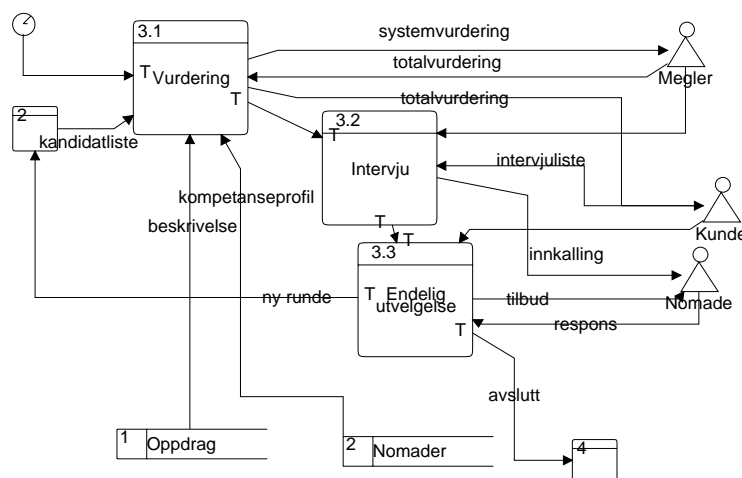 3.1
systemvurdering
T
Vurdering
totalvurdering
Megler
T
totalvurdering
2
kandidatliste
3.2
T
intervjuliste
Intervju
kompetanseprofil
beskrivelse
T
Kunde
T
3.3
innkalling
ny runde
T
Endelig
utvelgelse
tilbud
Nomade
T
respons
avslutt
1
Oppdrag
2
Nomader
4